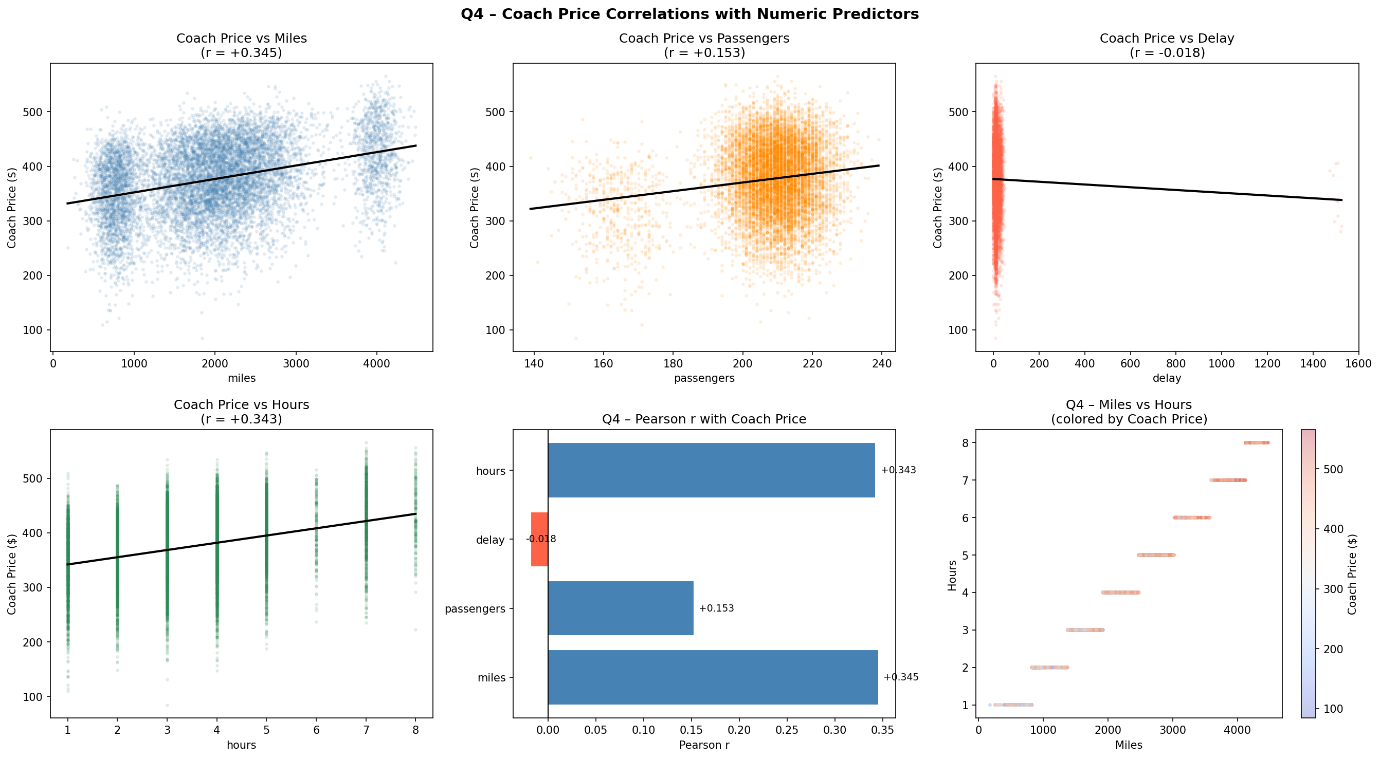 Q4 – Coach Price Correlations with Numeric Predictors
Coach Price vs Miles
(r = +0.345)
Coach Price ($)
500
400
300
200
100
0
1000
2000
3000
4000
miles
Coach Price vs Passengers
(r = +0.153)
Coach Price ($)
500
400
300
200
100
140
160
180
200
220
240
passengers
Coach Price vs Delay
(r = -0.018)
Coach Price ($)
500
400
300
200
100
0
200
400
600
800
1000
1200
1400
1600
delay
Coach Price vs Hours
(r = +0.343)
Coach Price ($)
500
400
300
200
100
1
2
3
4
5
6
7
8
hours
Q4 – Pearson r with Coach Price
hours
+0.343
delay
-0.018
passengers
+0.153
miles
+0.345
0.00
0.05
0.10
0.15
0.20
0.25
0.30
0.35
Pearson r
Q4 – Miles vs Hours
(colored by Coach Price)
Hours
8
7
6
5
4
3
2
1
0
1000
2000
3000
4000
Miles
500
400
300
200
100
Coach Price ($)